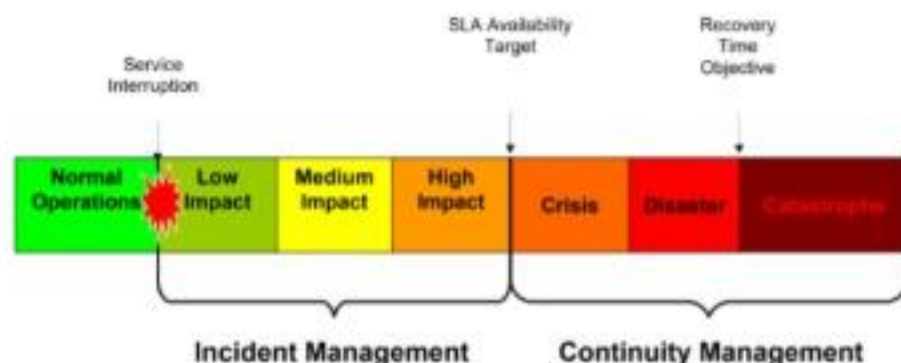 SLA Availability
Target
Recovery
Time
Objective
Service
Interruption
Normal
Operations
Low
Impact
Medium
Impact
High
Impact
Crisis
Disaster
Catastrophe
Incident Management
Continuity Management